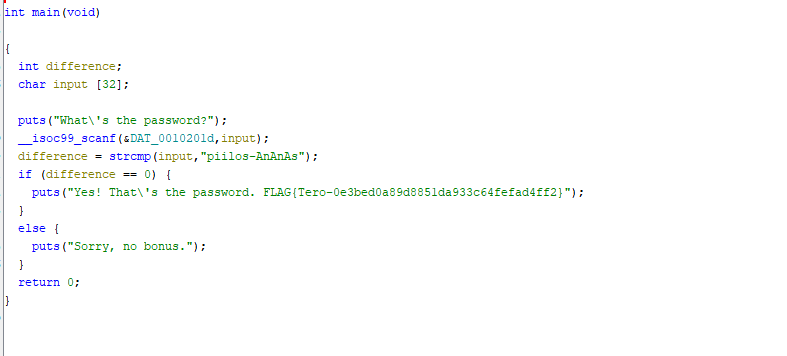 int main(void)
{
int difference;
char input [32];
puts("What\'s the password?");
__isoc99_scanf(&DAT_0010201d,input);
difference = strcmp(input,"piilos-AnAnAs");
if (difference == 0) {
puts("Yes! That\'s the password. FLAG{Tero-0e3bed0a89d8851da933c64fefad4ff2}");
}
else {
puts("Sorry, no bonus.");
}
return 0;
}